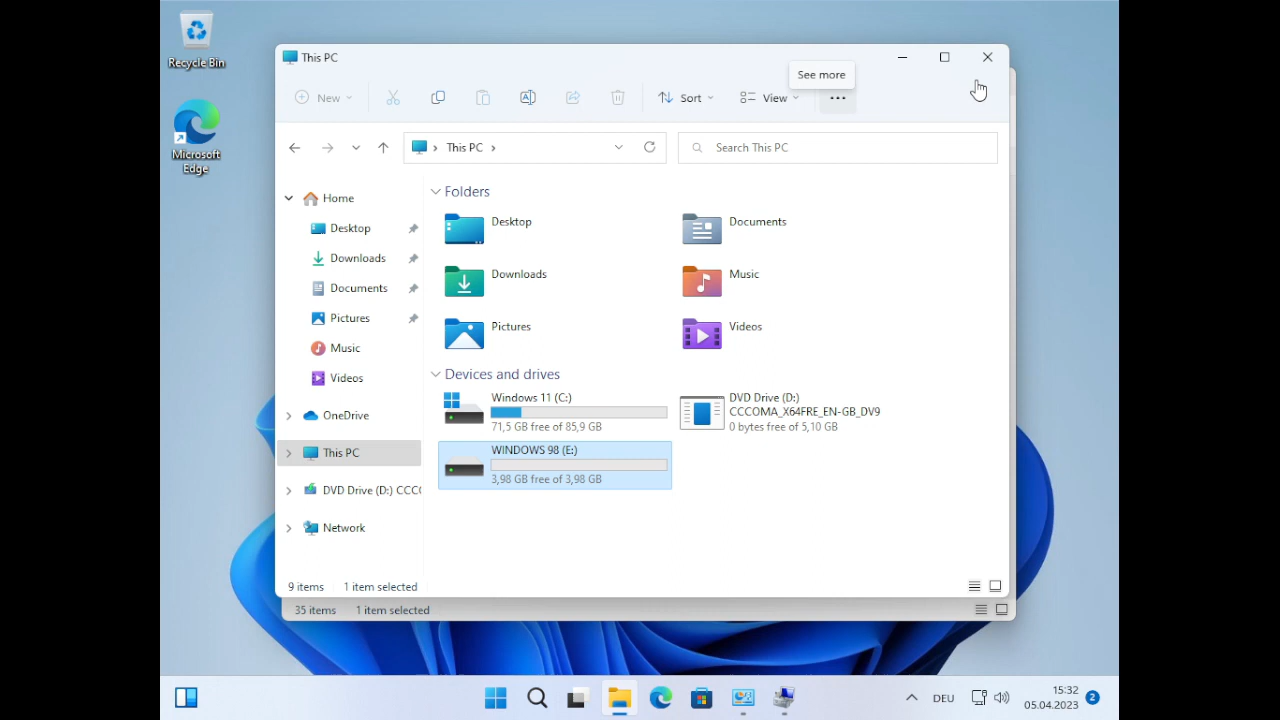 Recycle Bin
Microsoft
Edge
This PC
See more
New
Sort
View
This PC
Search This PC
Home
Desktop
Downloads
Documents
Pictures
Music
Videos
OneDrive
This PC
DVD Drive (D:) CCC
Network
Folders
Desktop
Documents
Downloads
Music
Pictures
Videos
Devices and drives
Windows 11 (C:)
71,5 GB free of 85,9 GB
DVD Drive (D:)
CCCOMA_X64FRE_EN-GB_DV9
0 bytes free of 5,10 GB
WINDOWS 98 (E:)
3,98 GB free of 3,98 GB
9 items 1 item selected
35 items 1 item selected
DEU
15:32
05.04.2023
2